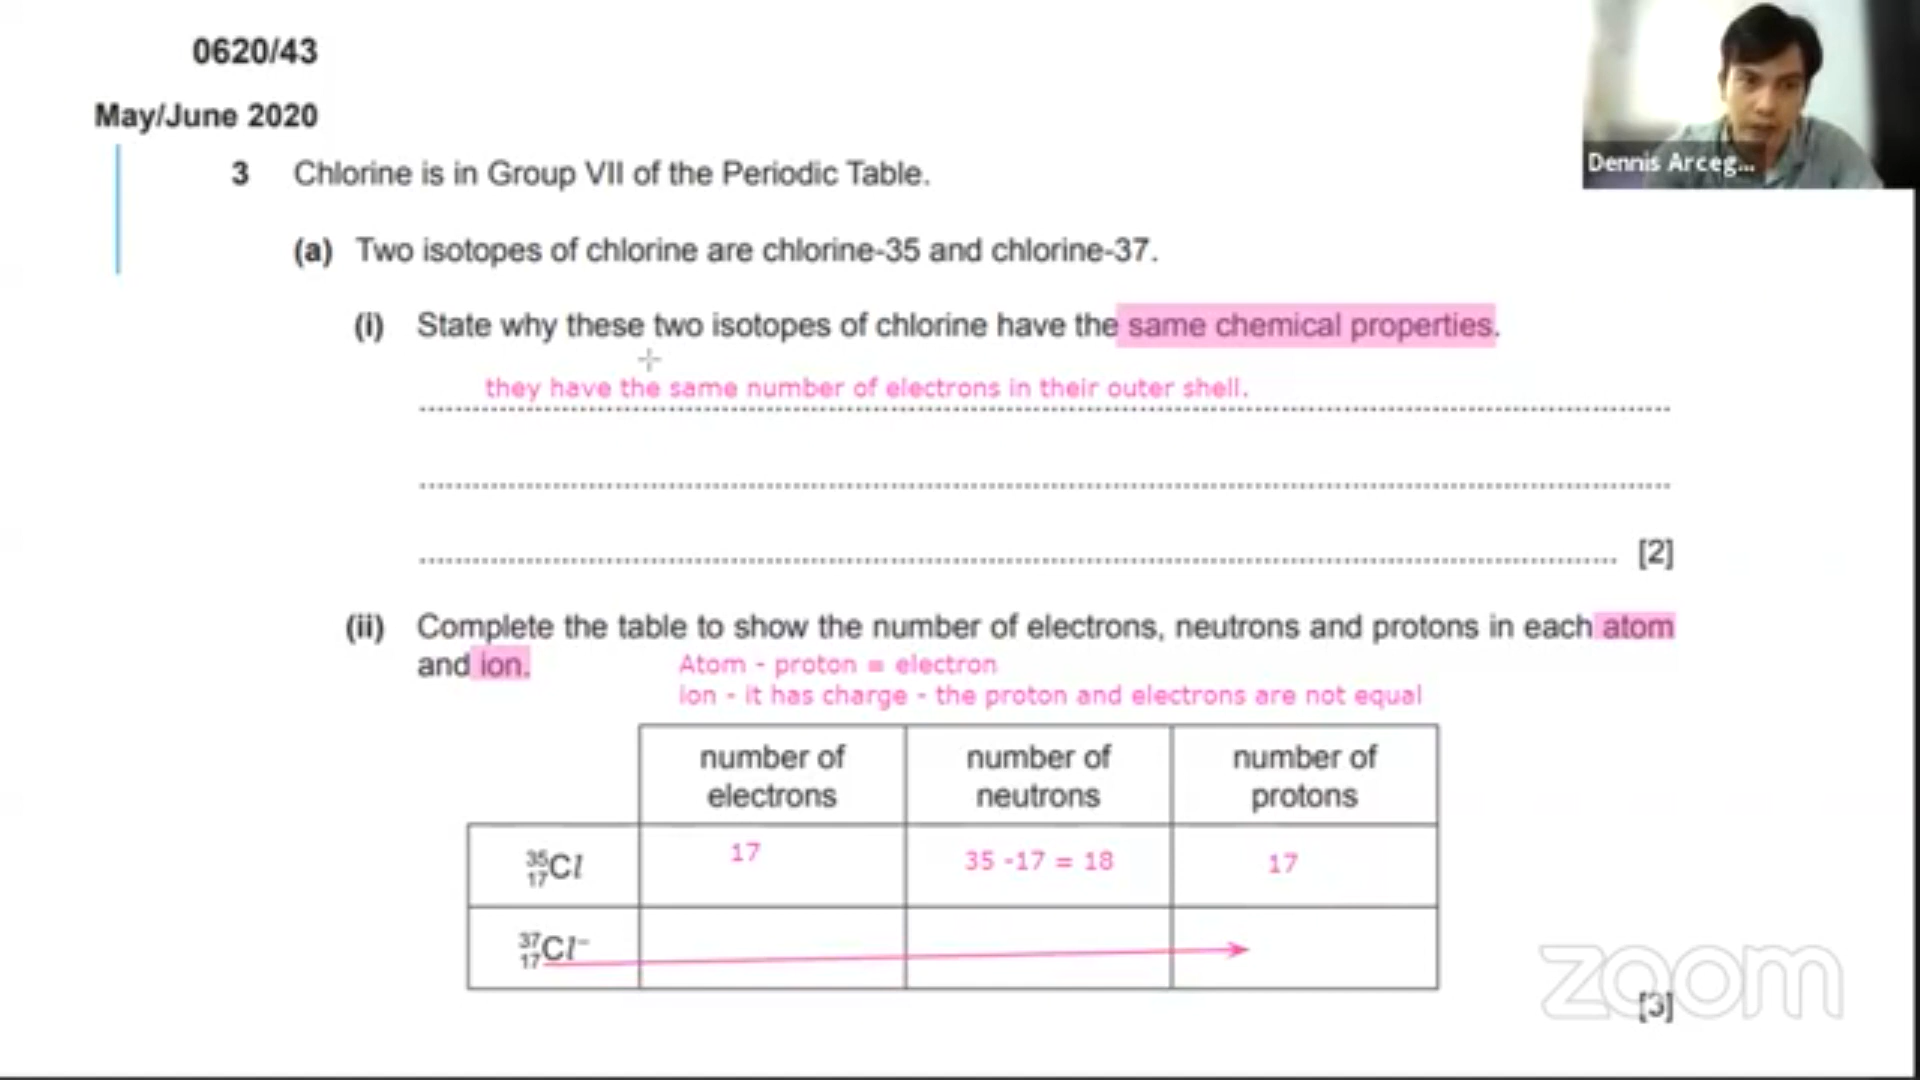 0620/43
May/June 2020
Dennis Arceg...
3 Chlorine is in Group VII of the Periodic Table.
(a) Two isotopes of chlorine are chlorine-35 and chlorine-37.
(i) State why these two isotopes of chlorine have the same chemical properties.
they have the same number of electrons in their outer shell.
[2]
(ii) Complete the table to show the number of electrons, neutrons and protons in each atom
and ion.
Atom - proton = electron
ion - it has charge - the proton and electrons are not equal
number of electrons number of neutrons number of protons
³⁵₁₇Cl 17 35 -17 = 18 17
³⁷₁₇Cl⁻
zoom
[3]